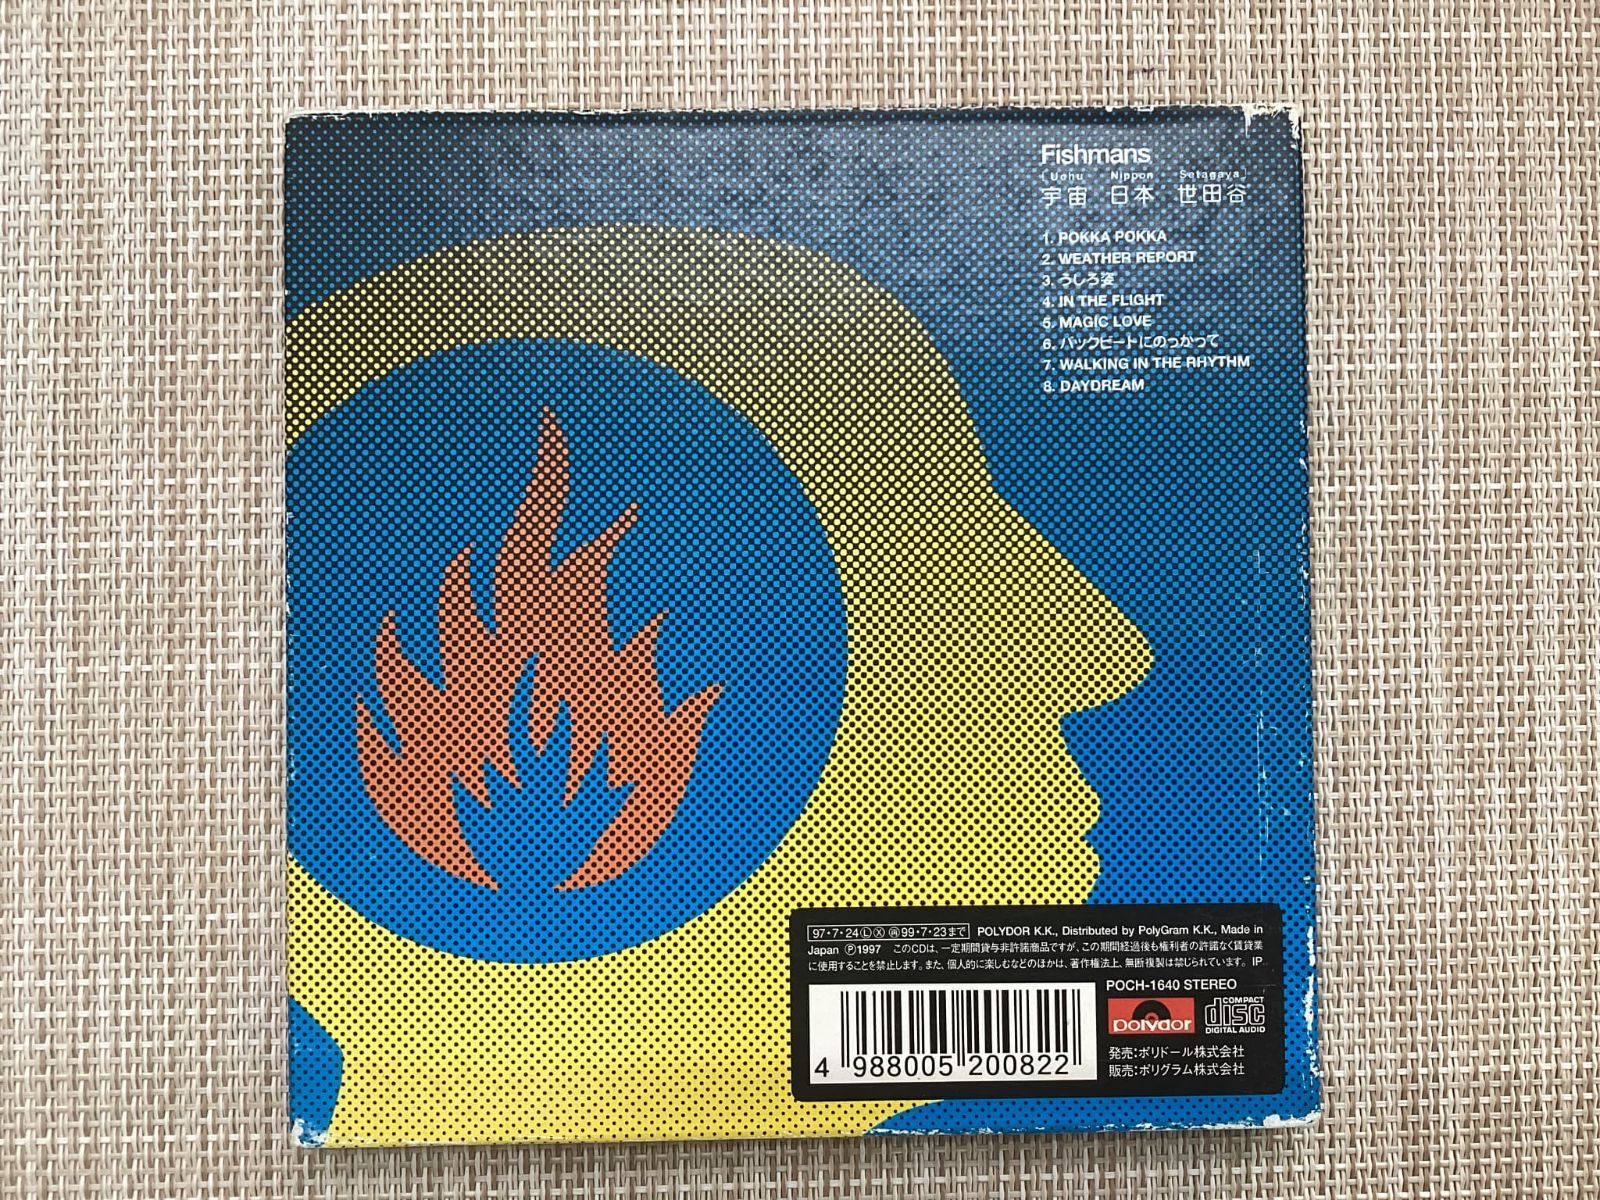 Fishmans
[Uchu Nippon Setagaya]
宇宙 日本 世田谷
1. POKKA POKKA
2. WEATHER REPORT
3. うしろ姿
4. IN THE FLIGHT
5. MAGIC LOVE
6. バックビートにのっかって
7. WALKING IN THE RHYTHM
8. DAYDREAM
97・7・24ⓁⓍ㊞99・7・23まで POLYDOR K.K., Distributed by PolyGram K.K., Made in
Japan Ⓟ1997 このCDは、一定期間貸与非許諾商品ですが、この期間経過後も権利者の許諾なく賃貸業
に使用することを禁止します。また、個人的に楽しむなどのほかは、著作権法上、無断複製は禁じられています。 IP
POCH-1640 STEREO
polydor
COMPACT
disc
DIGITAL AUDIO
発売:ポリドール株式会社
販売:ポリグラム株式会社
4 988005 200822